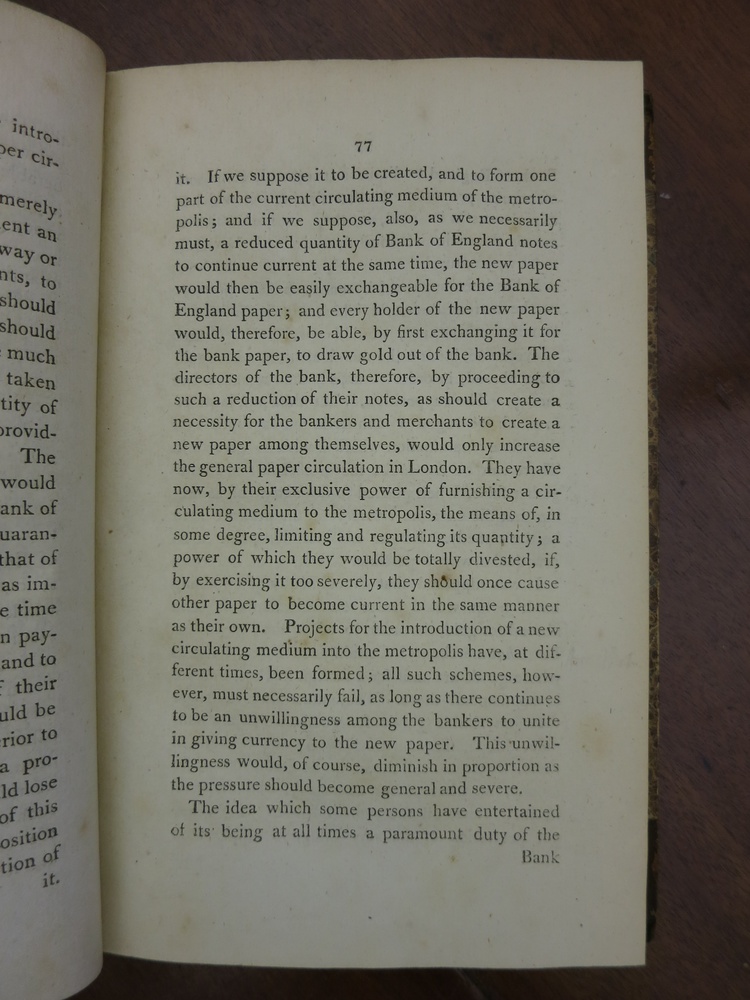 intro-
per cir-
merely
ent an
way or
nts, to
should
should
much
taken
tity of
provid-
The
would
ank of
uaran-
that of
as im-
e time
n pay-
and to
their
uld be
rior to
a pro-
ld lose
of this
osition
tion of
it.
77
it. If we suppose it to be created, and to form one
part of the current circulating medium of the metro-
polis; and if we suppose, also, as we necessarily
must, a reduced quantity of Bank of England notes
to continue current at the same time, the new paper
would then be easily exchangeable for the Bank of
England paper; and every holder of the new paper
would, therefore, be able, by first exchanging it for
the bank paper, to draw gold out of the bank. The
directors of the bank, therefore, by proceeding to
such a reduction of their notes, as should create a
necessity for the bankers and merchants to create a
new paper among themselves, would only increase
the general paper circulation in London. They have
now, by their exclusive power of furnishing a cir-
culating medium to the metropolis, the means of, in
some degree, limiting and regulating its quantity; a
power of which they would be totally divested, if,
by exercising it too severely, they should once cause
other paper to become current in the same manner
as their own. Projects for the introduction of a new
circulating medium into the metropolis have, at dif-
ferent times, been formed; all such schemes, how-
ever, must necessarily fail, as long as there continues
to be an unwillingness among the bankers to unite
in giving currency to the new paper. This unwil-
lingness would, of course, diminish in proportion as
the pressure should become general and severe.
The idea which some persons have entertained
of its being at all times a paramount duty of the
Bank